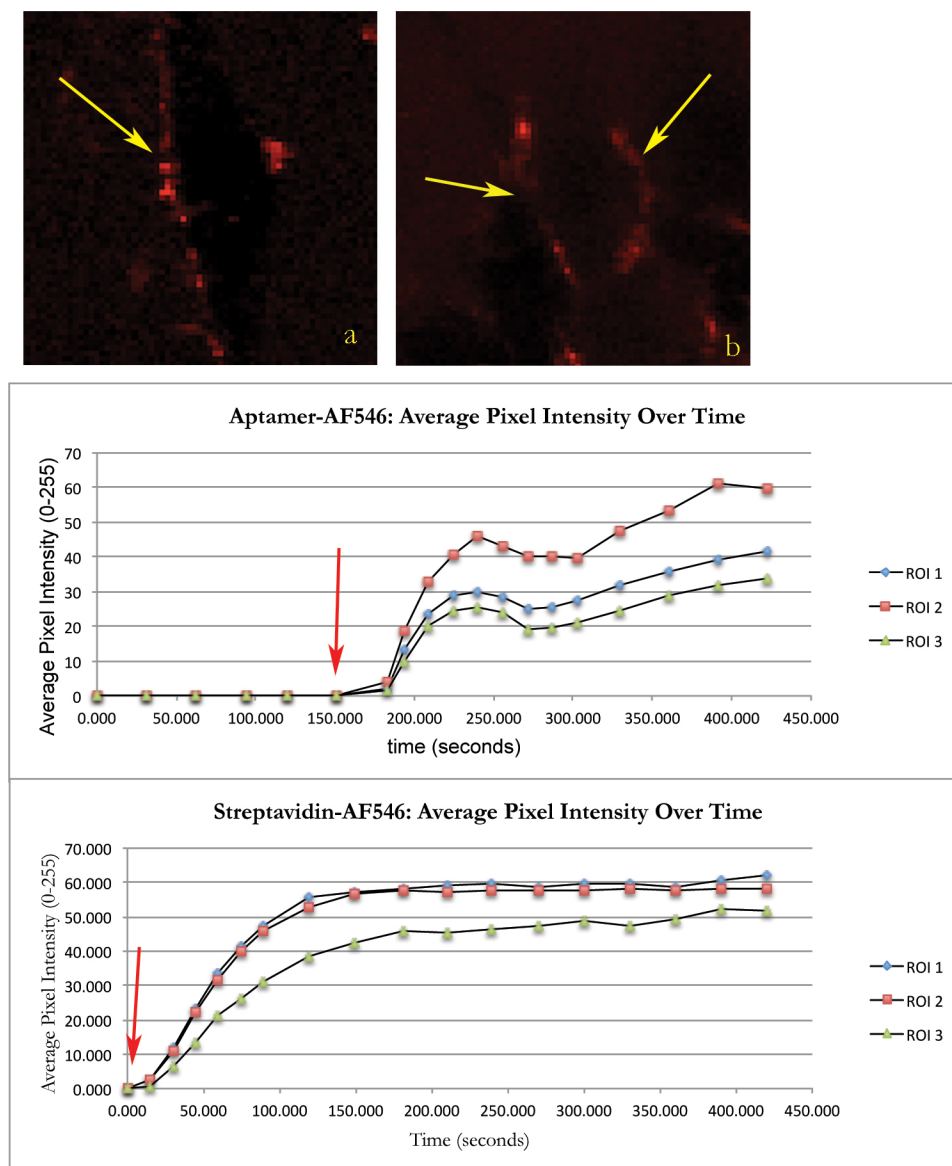 a
b
Aptamer-AF546: Average Pixel Intensity Over Time
Average Pixel Intensity (0-255)
70
60
50
40
30
20
10
0
0.000 50.000 100.000 150.000 200.000 250.000 300.000 350.000 400.000 450.000
time (seconds)
ROI 1
ROI 2
ROI 3
Streptavidin-AF546: Average Pixel Intensity Over Time
Average Pixel Intensity (0-255)
70.000
60.000
50.000
40.000
30.000
20.000
10.000
0.000
0.000 50.000 100.000 150.000 200.000 250.000 300.000 350.000 400.000 450.000
Time (seconds)
ROI 1
ROI 2
ROI 3